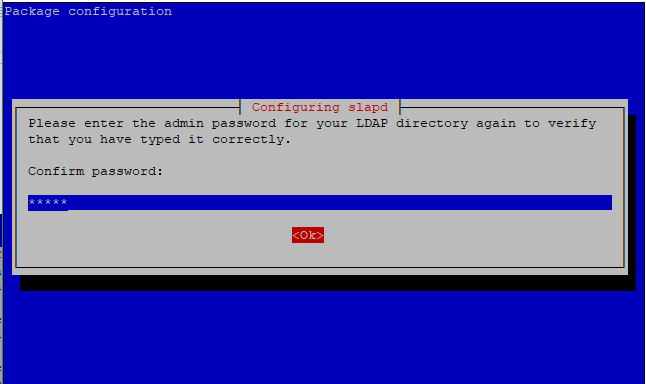 Package configuration
Configuring slapd
Please enter the admin password for your LDAP directory again to verify
that you have typed it correctly.
Confirm password:
*****
<Ok>